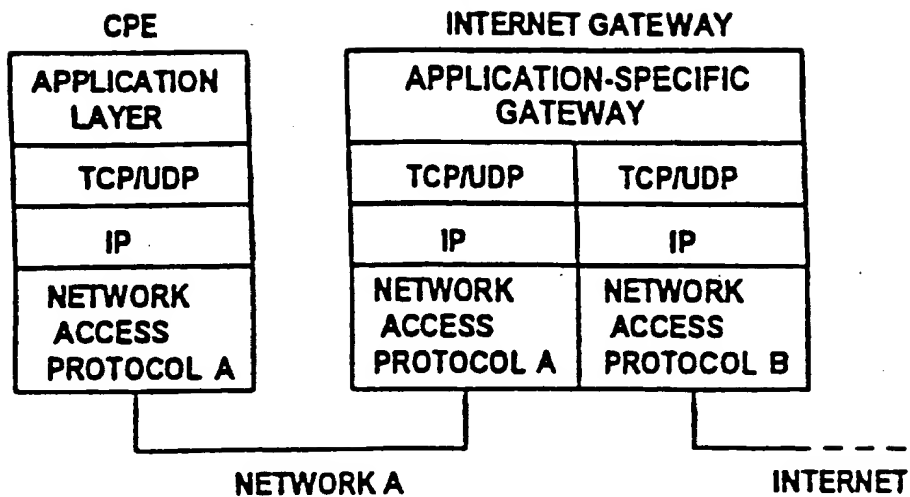 CPE
APPLICATION
LAYER
TCP/UDP
IP
NETWORK
ACCESS
PROTOCOL A
INTERNET GATEWAY
APPLICATION-SPECIFIC
GATEWAY
TCP/UDP
TCP/UDP
IP
IP
NETWORK
ACCESS
PROTOCOL A
NETWORK
ACCESS
PROTOCOL B
NETWORK A
INTERNET